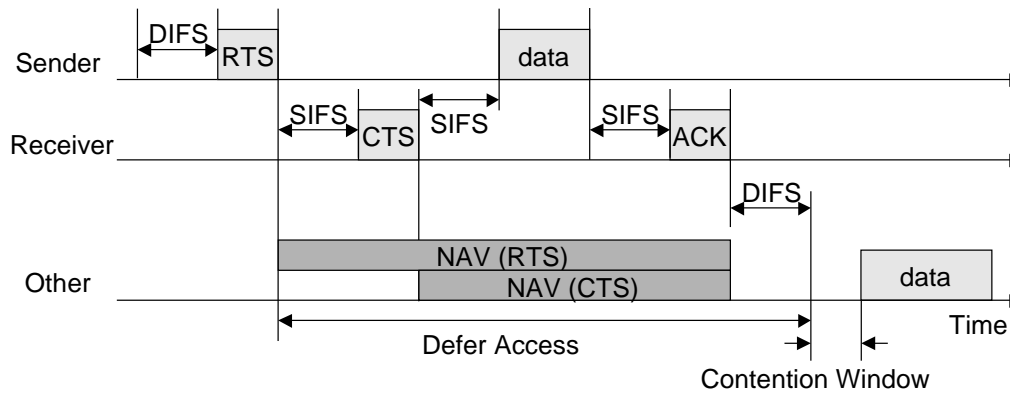 DIFS
RTS
data
Sender
SIFS
CTS
SIFS
SIFS
ACK
Receiver
DIFS
NAV (RTS)
NAV (CTS)
data
Other
Time
Defer Access
Contention Window